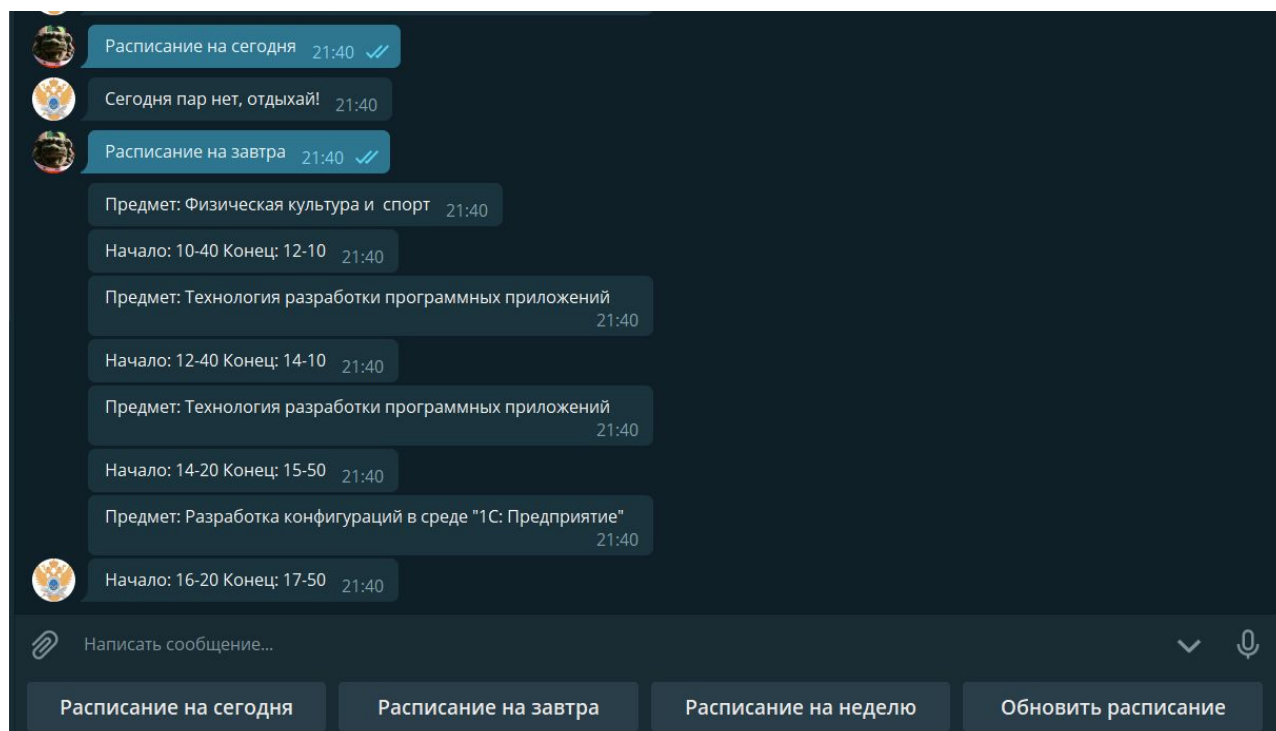 Расписание на сегодня 21:40
Сегодня пар нет, отдыхай! 21:40
Расписание на завтра 21:40
Предмет: Физическая культура и  спорт 21:40
Начало: 10-40 Конец: 12-10 21:40
Предмет: Технология разработки программных приложений
21:40
Начало: 12-40 Конец: 14-10 21:40
Предмет: Технология разработки программных приложений
21:40
Начало: 14-20 Конец: 15-50 21:40
Предмет: Разработка конфигураций в среде "1С: Предприятие"
21:40
Начало: 16-20 Конец: 17-50 21:40
Написать сообщение...
Расписание на сегодня Расписание на завтра Расписание на неделю Обновить расписание